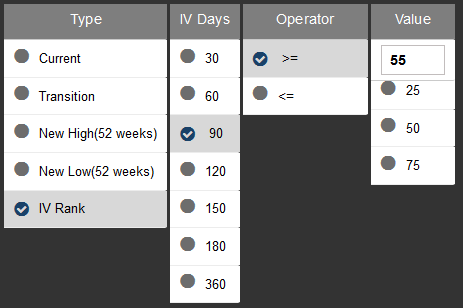 Type
Current
Transition
New High(52 weeks)
New Low(52 weeks)
IV Rank
IV Days
30
60
90
120
150
180
360
Operator
>=
<=
Value
55
25
50
75